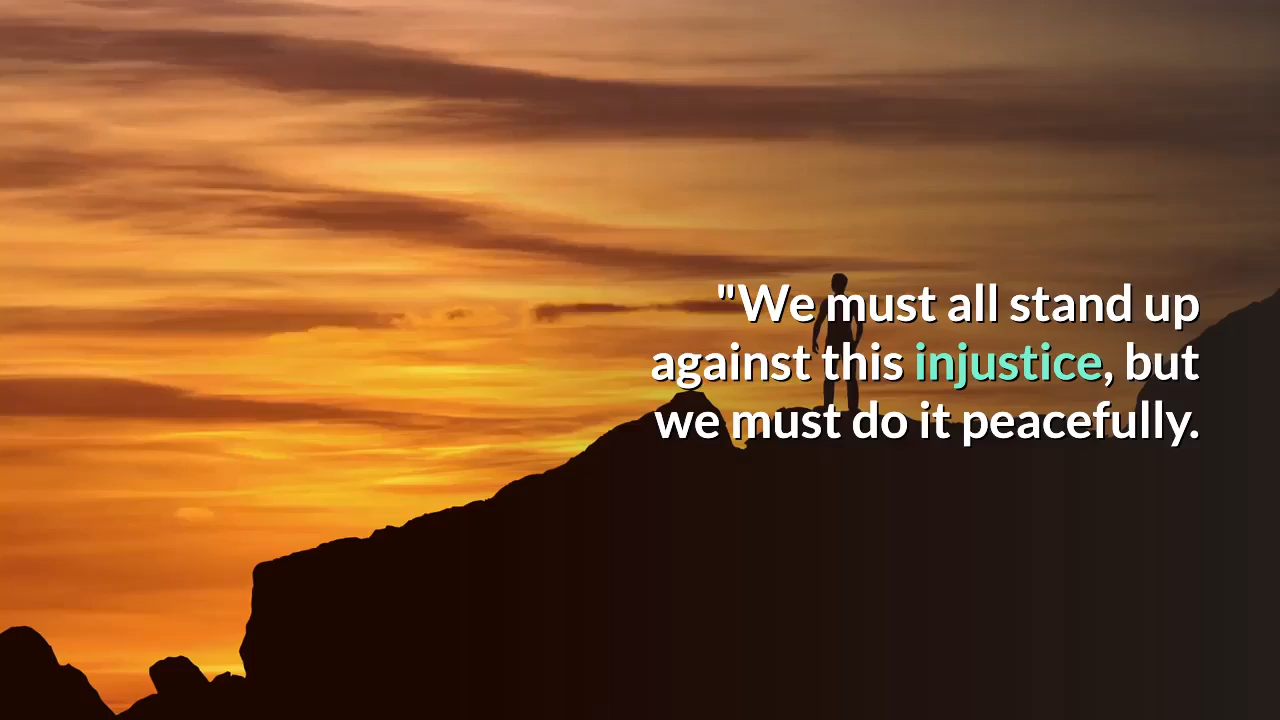 "We must all stand up
against this injustice, but
we must do it peacefully.